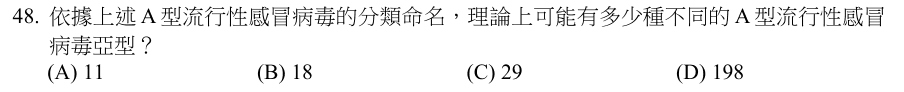 48. 依據上述 A 型流行性感冒病毒的分類命名，理論上可能有多少種不同的 A 型流行性感冒
病毒亞型？
(A) 11 (B) 18 (C) 29 (D) 198